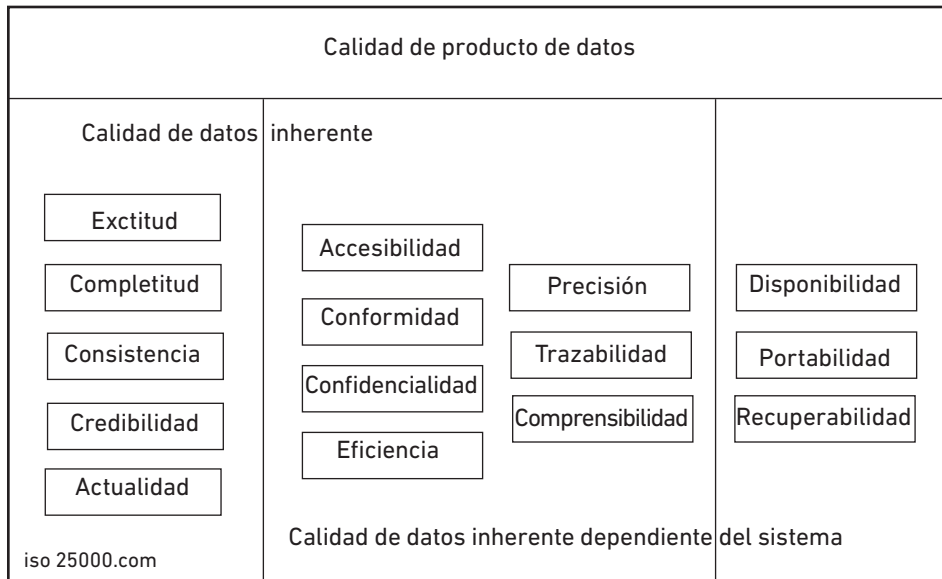 Calidad de producto de datos
Calidad de datos inherente
Exctitud
Completitud
Consistencia
Credibilidad
Actualidad
Accesibilidad
Conformidad
Confidencialidad
Eficiencia
Precisión
Trazabilidad
Comprensibilidad
Disponibilidad
Portabilidad
Recuperabilidad
Calidad de datos inherente dependiente del sistema
iso 25000.com